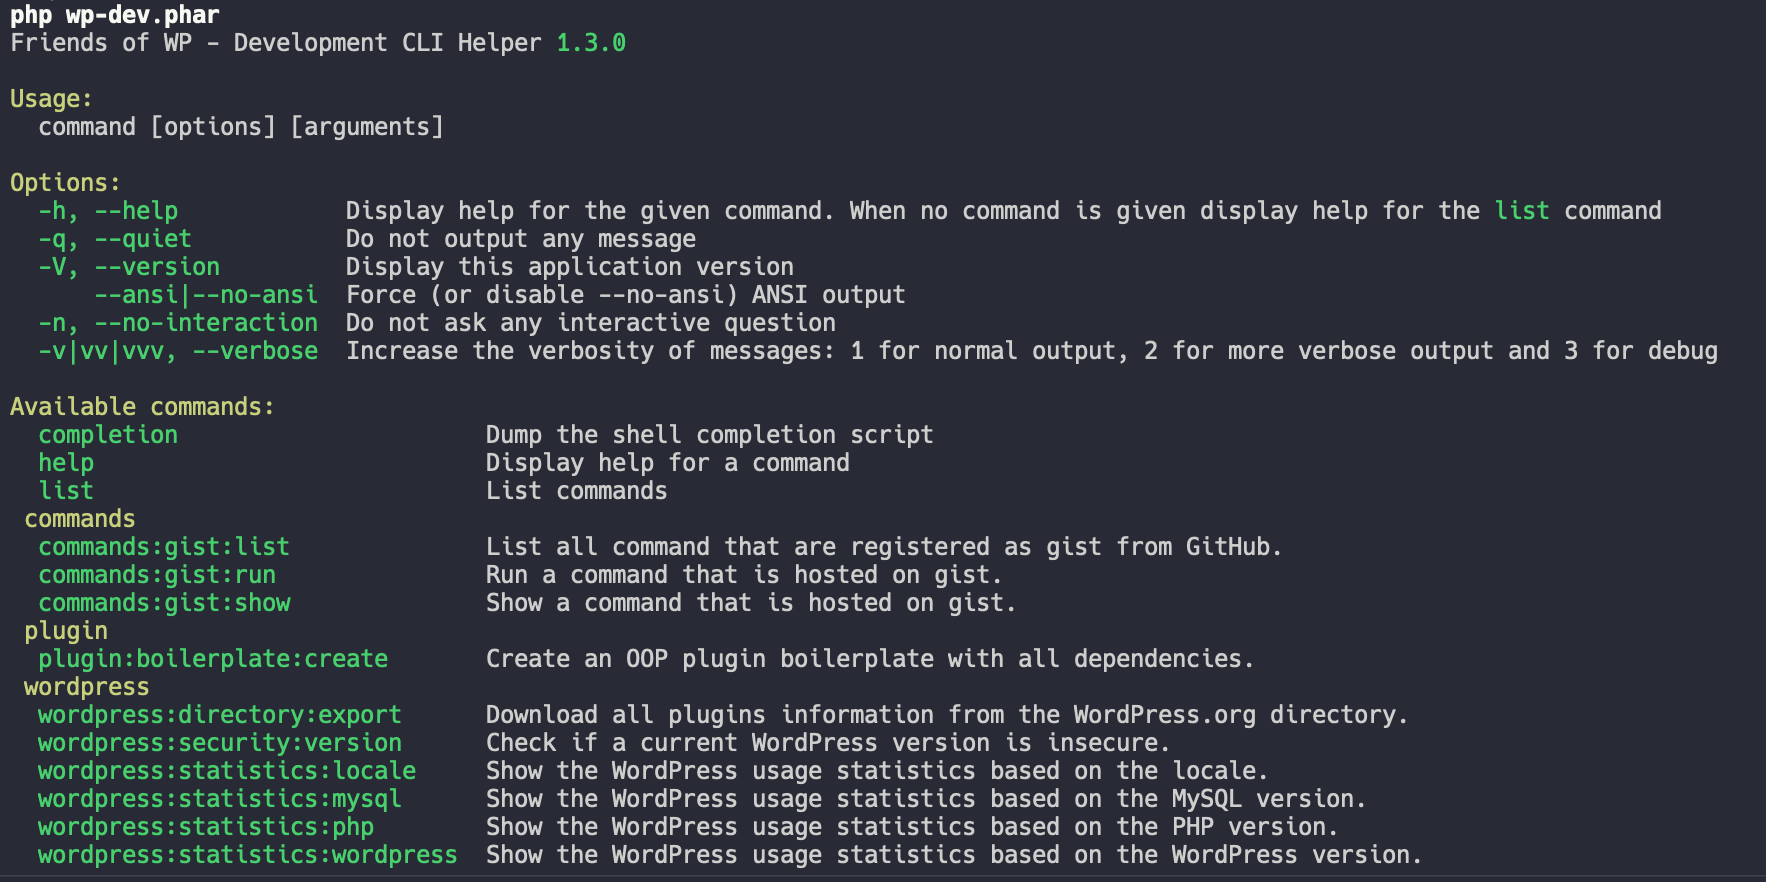 php wp-dev.phar
Friends of WP - Development CLI Helper 1.3.0
Usage:
command [options] [arguments]
Options:
-h, --help Display help for the given command. When no command is given display help for the list command
-q, --quiet Do not output any message
-V, --version Display this application version
--ansi|--no-ansi Force (or disable --no-ansi) ANSI output
-n, --no-interaction Do not ask any interactive question
-v|vv|vvv, --verbose Increase the verbosity of messages: 1 for normal output, 2 for more verbose output and 3 for debug
Available commands:
completion Dump the shell completion script
help Display help for a command
list List commands
commands
commands:gist:list List all command that are registered as gist from GitHub.
commands:gist:run Run a command that is hosted on gist.
commands:gist:show Show a command that is hosted on gist.
plugin
plugin:boilerplate:create Create an OOP plugin boilerplate with all dependencies.
wordpress
wordpress:directory:export Download all plugins information from the WordPress.org directory.
wordpress:security:version Check if a current WordPress version is insecure.
wordpress:statistics:locale Show the WordPress usage statistics based on the locale.
wordpress:statistics:mysql Show the WordPress usage statistics based on the MySQL version.
wordpress:statistics:php Show the WordPress usage statistics based on the PHP version.
wordpress:statistics:wordpress Show the WordPress usage statistics based on the WordPress version.